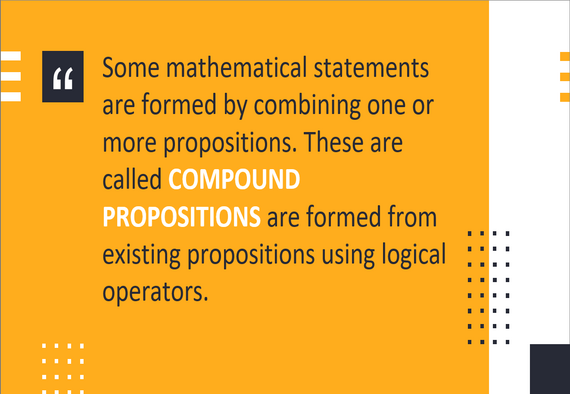 “
Some mathematical statements
are formed by combining one or
more propositions. These are
called COMPOUND
PROPOSITIONS are formed from
existing propositions using logical
operators.